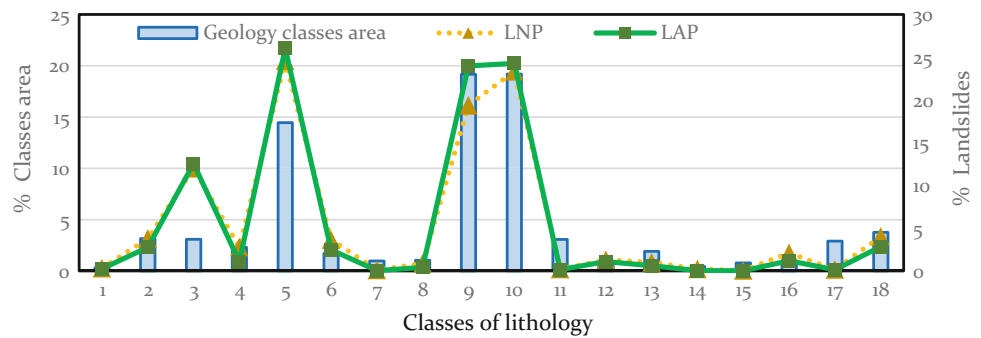 25
20
15
10
5
0
% Classes area
Geology classes area
LNP
LAP
30
25
20
15
10
5
0
% Landslides
1 2 3 4 5 6 7 8 9 10 11 12 13 14 15 16 17 18
Classes of lithology